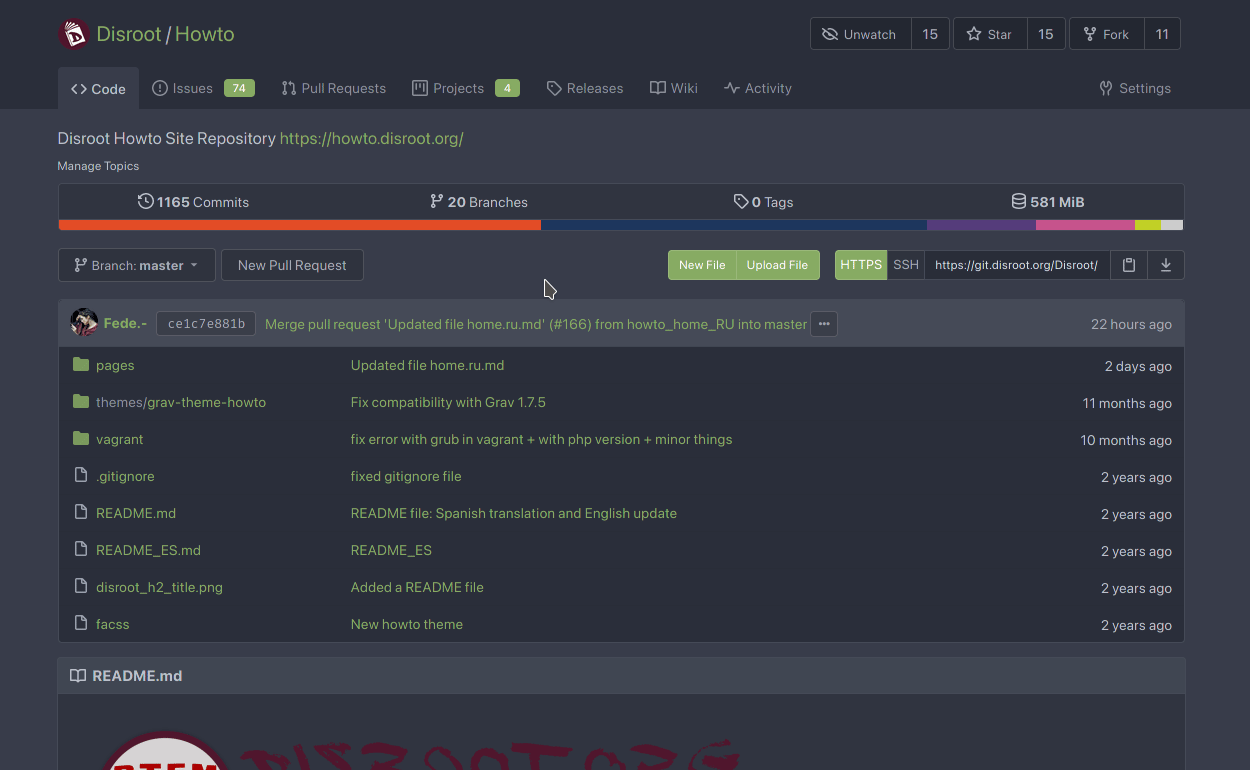 Disroot / Howto
Unwatch 15 Star 15 Fork 11
Code Issues 74 Pull Requests Projects 4 Releases Wiki Activity Settings
Disroot Howto Site Repository https://howto.disroot.org/
Manage Topics
1165 Commits 20 Branches 0 Tags 581 MiB
Branch: master New Pull Request New File Upload File HTTPS SSH https://git.disroot.org/Disroot/
Fede.- ce1c7e881b Merge pull request 'Updated file home.ru.md' (#166) from howto_home_RU into master ... 22 hours ago
pages Updated file home.ru.md 2 days ago
themes/grav-theme-howto Fix compatibility with Grav 1.7.5 11 months ago
vagrant fix error with grub in vagrant + with php version + minor things 10 months ago
.gitignore fixed gitignore file 2 years ago
README.md README file: Spanish translation and English update 2 years ago
README_ES.md README_ES 2 years ago
disroot_h2_title.png Added a README file 2 years ago
facss New howto theme 2 years ago
README.md